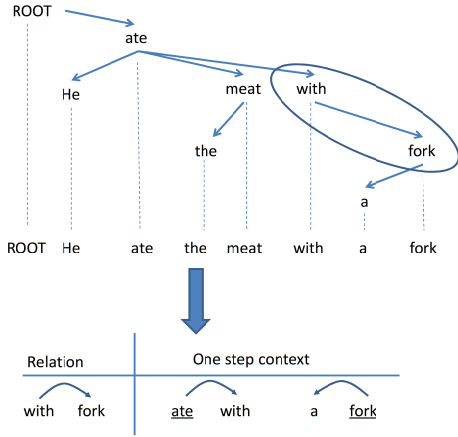 ROOT
ate
He meat with
the fork
a
ROOT He ate the meat with a fork
Relation One step context
with fork ate with a fork